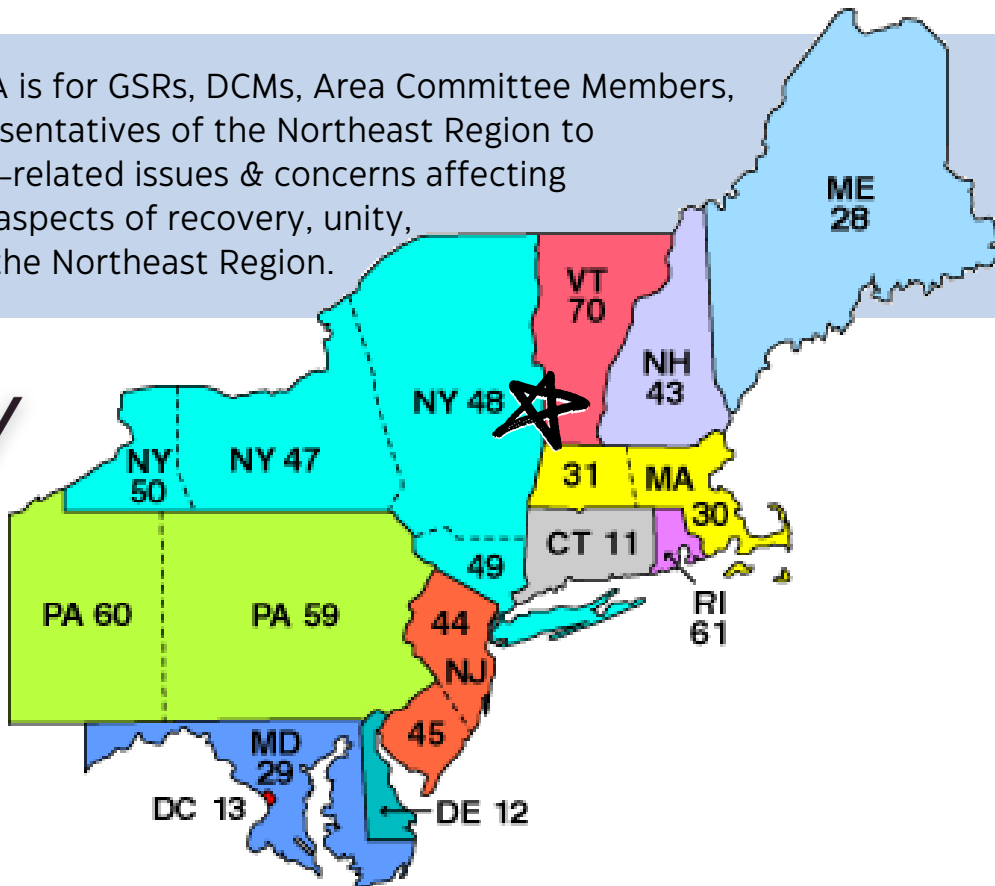 A is for GSRs, DCMs, Area Committee Members,
sentatives of the Northeast Region to
–related issues & concerns affecting
aspects of recovery, unity,
the Northeast Region.
ME
28
VT
70
NH
43
NY 48
NY 47
NY
50
31
MA
30
CT 11
49
RI
61
PA 60
PA 59
44
NJ
45
MD
29
DC 13
DE 12